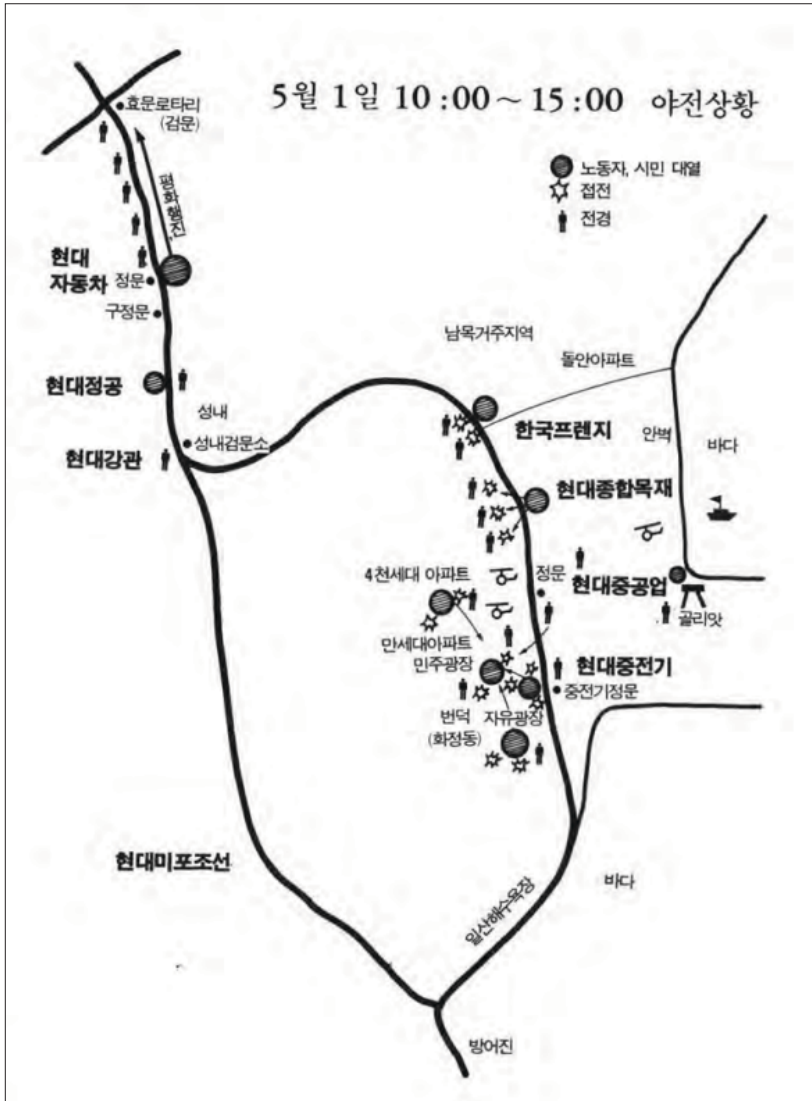 5월 1일 10:00~15:00 야전상황
노동자, 시민 대열
접전
전경
효문로타리
(검문)
평화행진
현대
자동차
정문
구정문
현대정공
성내
성내검문소
현대강관
남목거주지역
돌안아파트
한국프렌지
안벽
바다
현대종합목재
4천세대 아파트
정문
현대중공업
골리앗
만세대아파트
민주광장
현대중전기
중전기정문
번덕
(화정동)
자유광장
현대미포조선
일산해수욕장
바다
방어진